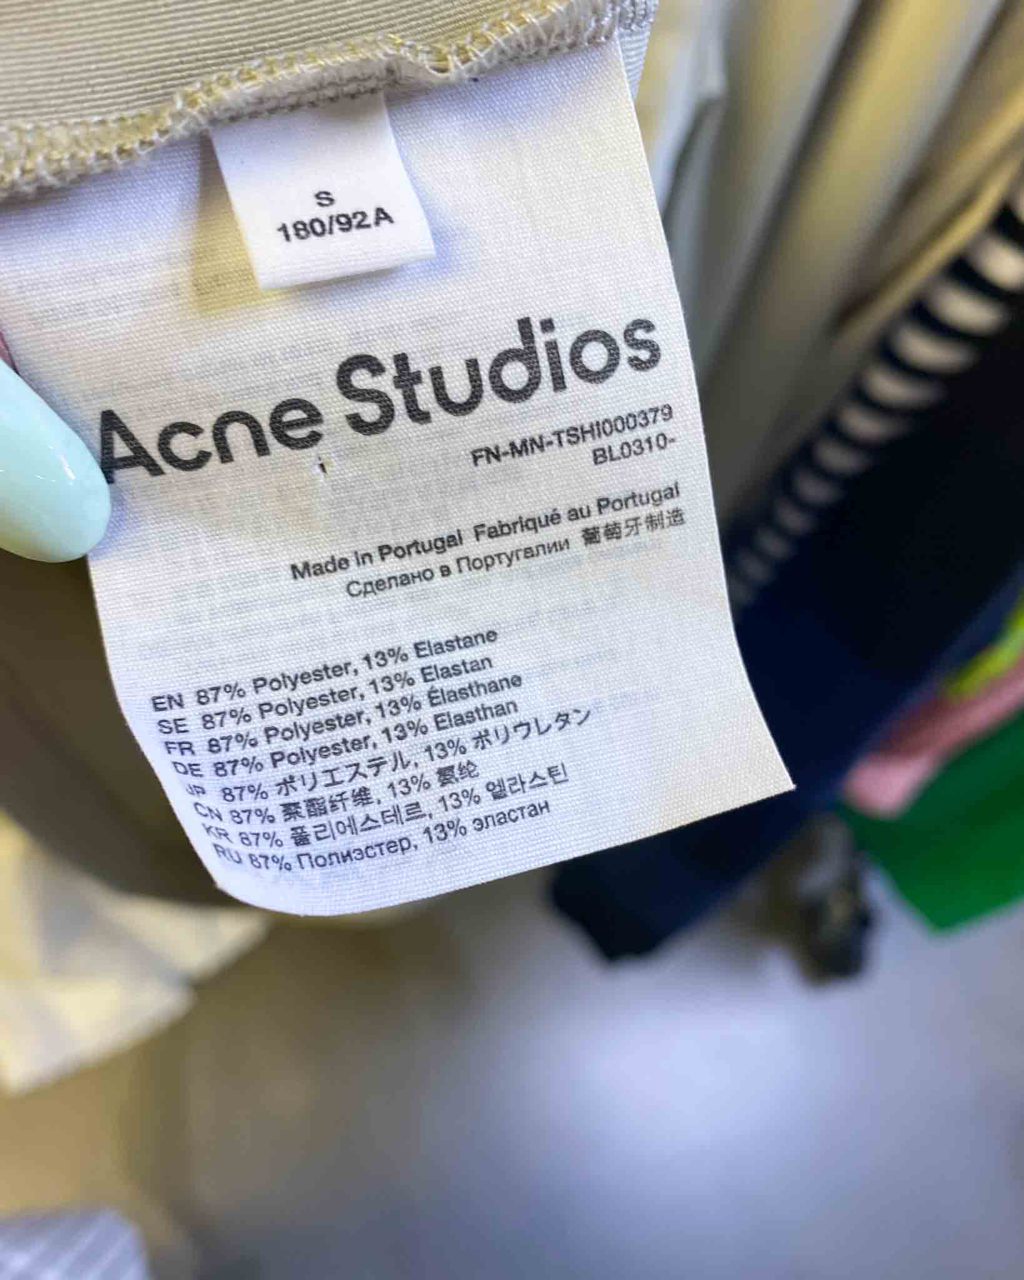 S
180/92A
Acne Studios
FN-MN-TSHI000379
BL0310-
Made in Portugal Fabriqué au Portugal
Сделано в Португалии 葡萄牙制造
EN 87% Polyester, 13% Elastane
SE 87% Polyester, 13% Elastan
FR 87% Polyester, 13% Élasthane
DE 87% Polyester, 13% Elasthan
JP 87% ポリエステル, 13% ポリウレタン
CN 87% 聚酯纤维, 13% 氨纶
KR 87% 폴리에스테르, 13% 엘라스틴
RU 87% Полиэстер, 13% эластан